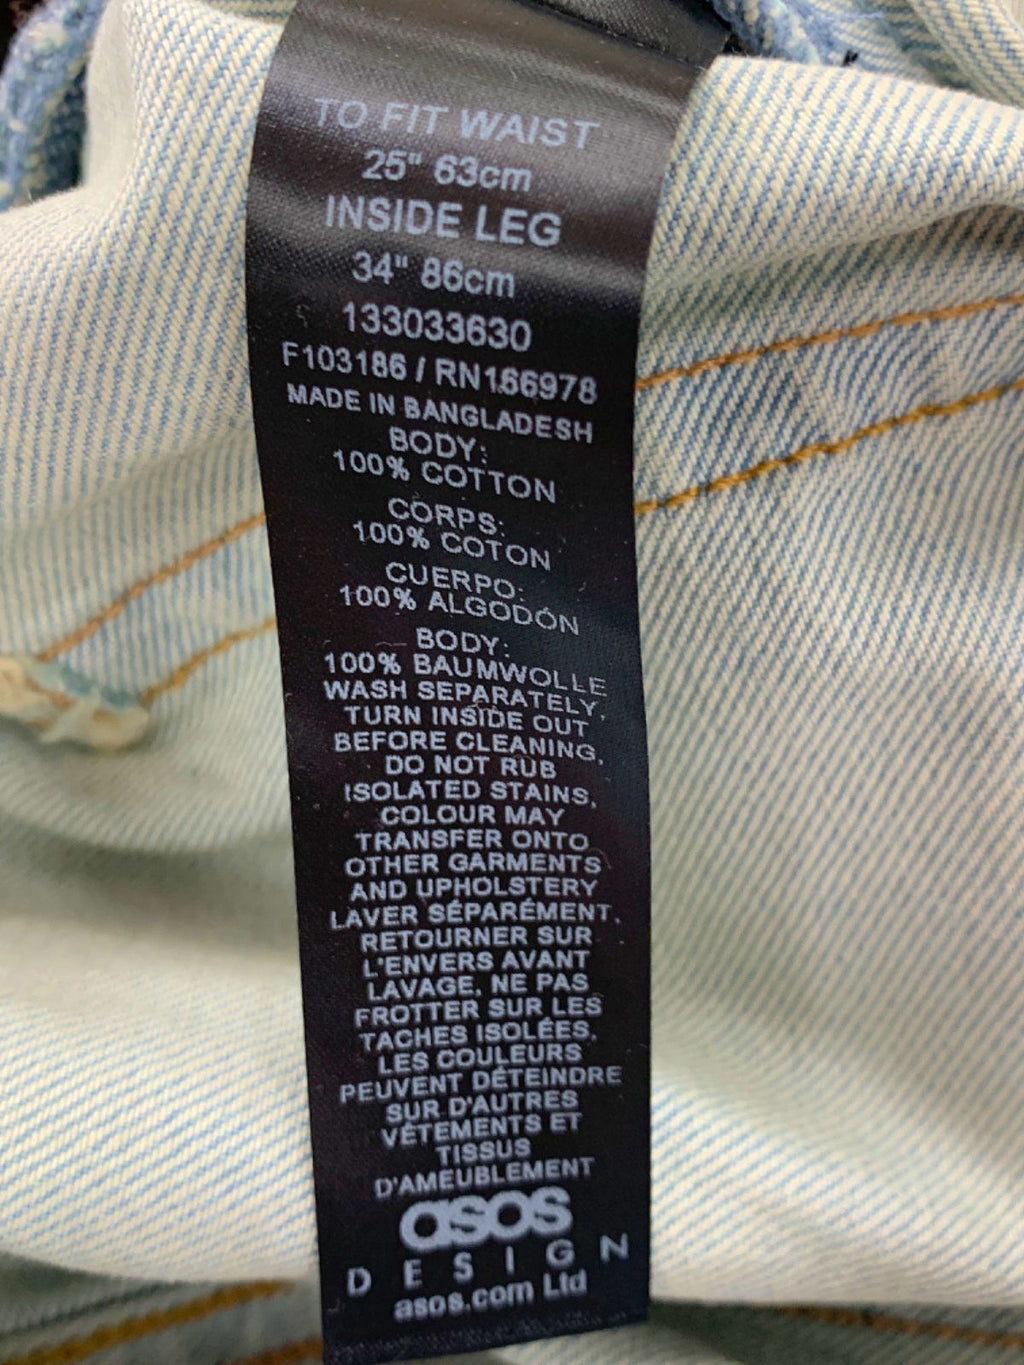 TO FIT WAIST
25" 63cm
INSIDE LEG
34" 86cm
133033630
F103186 / RN166978
MADE IN BANGLADESH
BODY:
100% COTTON
CORPS:
100% COTON
CUERPO:
100% ALGODÓN
BODY:
100% BAUMWOLLE
WASH SEPARATELY,
TURN INSIDE OUT
BEFORE CLEANING,
DO NOT RUB
ISOLATED STAINS,
COLOUR MAY
TRANSFER ONTO
OTHER GARMENTS
AND UPHOLSTERY
LAVER SÉPARÉMENT,
RETOURNER SUR
L'ENVERS AVANT
LAVAGE, NE PAS
FROTTER SUR LES
TACHES ISOLÉES,
LES COULEURS
PEUVENT DÉTEINDRE
SUR D'AUTRES
VÊTEMENTS ET
TISSUS
D'AMEUBLEMENT
asos
DESIGN
asos.com Ltd